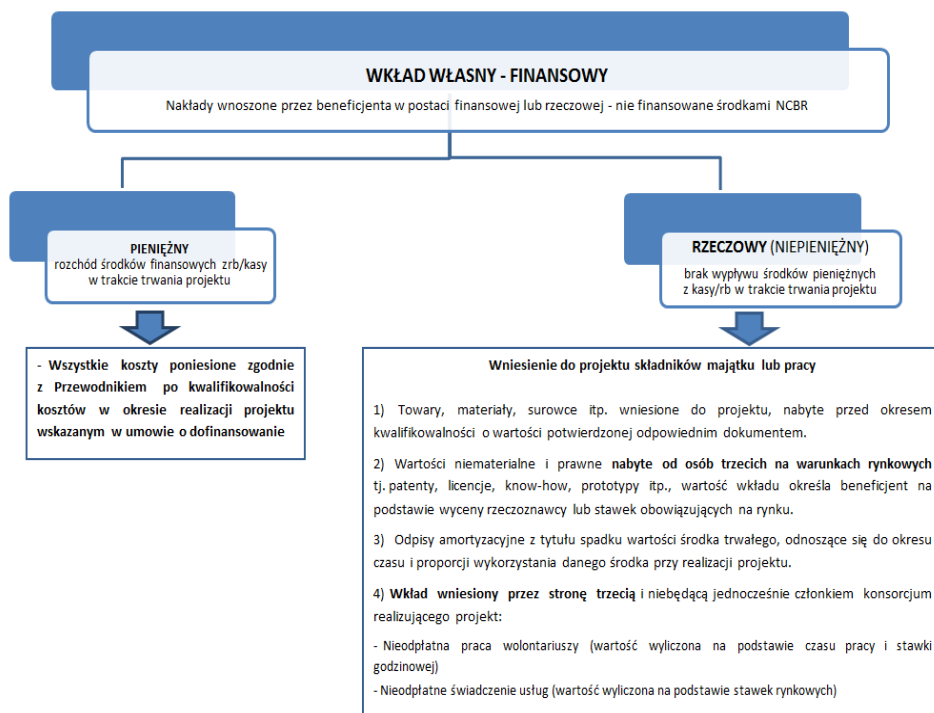 WKŁAD WŁASNY - FINANSOWY
Nakłady wnoszone przez beneficjenta w postaci finansowej lub rzeczowej - nie finansowane środkami NCBR
PIENIĘŻNY
rozchód środków finansowych zrb/kasy
w trakcie trwania projektu
RZECZOWY (NIEPIENIĘŻNY)
brak wypływu środków pieniężnych
z kasy/rb w trakcie trwania projektu
- Wszystkie koszty poniesione zgodnie
z Przewodnikiem po kwalifikowalności
kosztów w okresie realizacji projektu
wskazanym w umowie o dofinansowanie
Wniesienie do projektu składników majątku lub pracy
1) Towary, materiały, surowce itp. wniesione do projektu, nabyte przed okresem
kwalifikowalności o wartości potwierdzonej odpowiednim dokumentem.
2) Wartości niematerialne i prawne nabyte od osób trzecich na warunkach rynkowych
tj. patenty, licencje, know-how, prototypy itp., wartość wkładu określa beneficjent na
podstawie wyceny rzeczoznawcy lub stawek obowiązujących na rynku.
3) Odpisy amortyzacyjne z tytułu spadku wartości środka trwałego, odnoszące się do okresu
czasu i proporcji wykorzystania danego środka przy realizacji projektu.
4) Wkład wniesiony przez stronę trzecią i niebędącą jednocześnie członkiem konsorcjum
realizującego projekt:
- Nieodpłatna praca wolontariuszy (wartość wyliczona na podstawie czasu pracy i stawki
godzinowej)
- Nieodpłatne świadczenie usług (wartość wyliczona na podstawie stawek rynkowych)